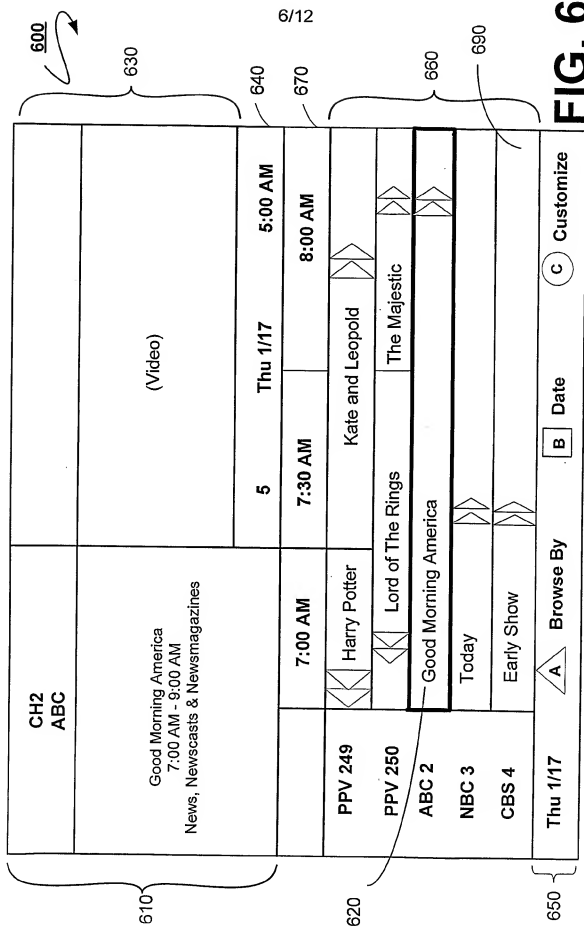 6/12
600
610
630
CH2
ABC
Good Morning America
7:00 AM - 9:00 AM
News, Newscasts & Newsmagazines
(Video)
5 Thu 1/17 5:00 AM
640
7:00 AM 7:30 AM 8:00 AM
670
PPV 249 Harry Potter Kate and Leopold
PPV 250 Lord of The Rings The Majestic
ABC 2 Good Morning America
NBC 3 Today
CBS 4 Early Show
620
660
690
Thu 1/17 A Browse By B Date C Customize
650
FIG. 6